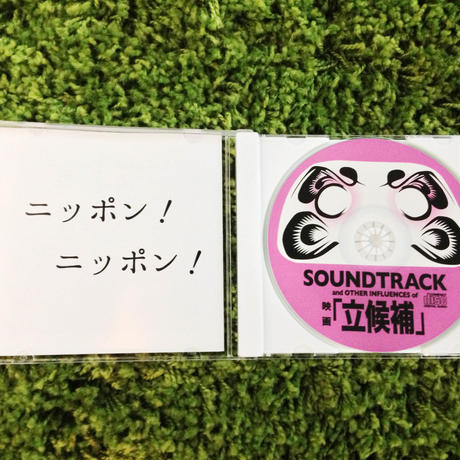 ニッポン！
ニッポン！
SOUNDTRACK
and OTHER INFLUENCES of
映画「立候補」